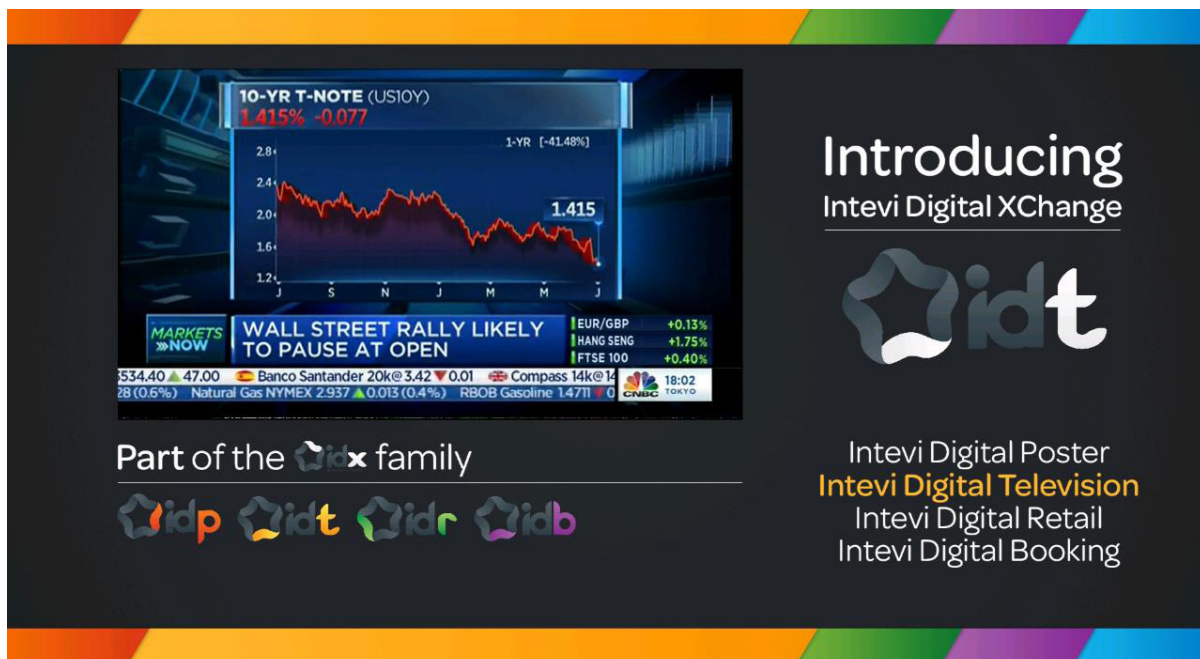 10-YR T-NOTE (US10Y)
1.415% -0.077
1-YR [-41.48%]
2.8
2.4
2.0
1.6
1.2
1.415
J S N J M M J
MARKETS
NOW
WALL STREET RALLY LIKELY
TO PAUSE AT OPEN
EUR/GBP +0.13%
HANG SENG +1.75%
FTSE 100 +0.40%
534.40 47.00 Banco Santander 20k@3.42 0.01 Compass 14k@14
28 (0.6%) Natural Gas NYMEX 2.937 0.013 (0.4%) RBOB Gasoline 1.4711 0
CNBC
18:02
TOKYO
Part of the idx family
idp idt idr idb
Introducing
Intevi Digital XChange
idt
Intevi Digital Poster
Intevi Digital Television
Intevi Digital Retail
Intevi Digital Booking